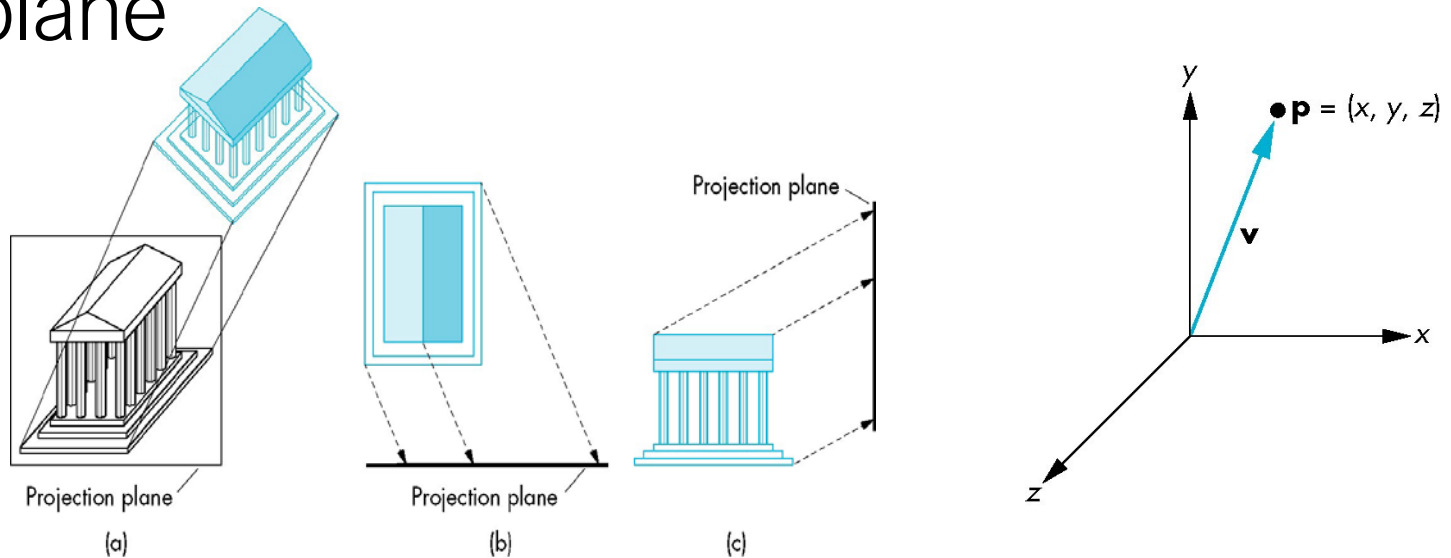 plane
y
p = (x, y, z)
Projection plane
v
x
Projection plane
Projection plane
z
(a)
(b)
(c)